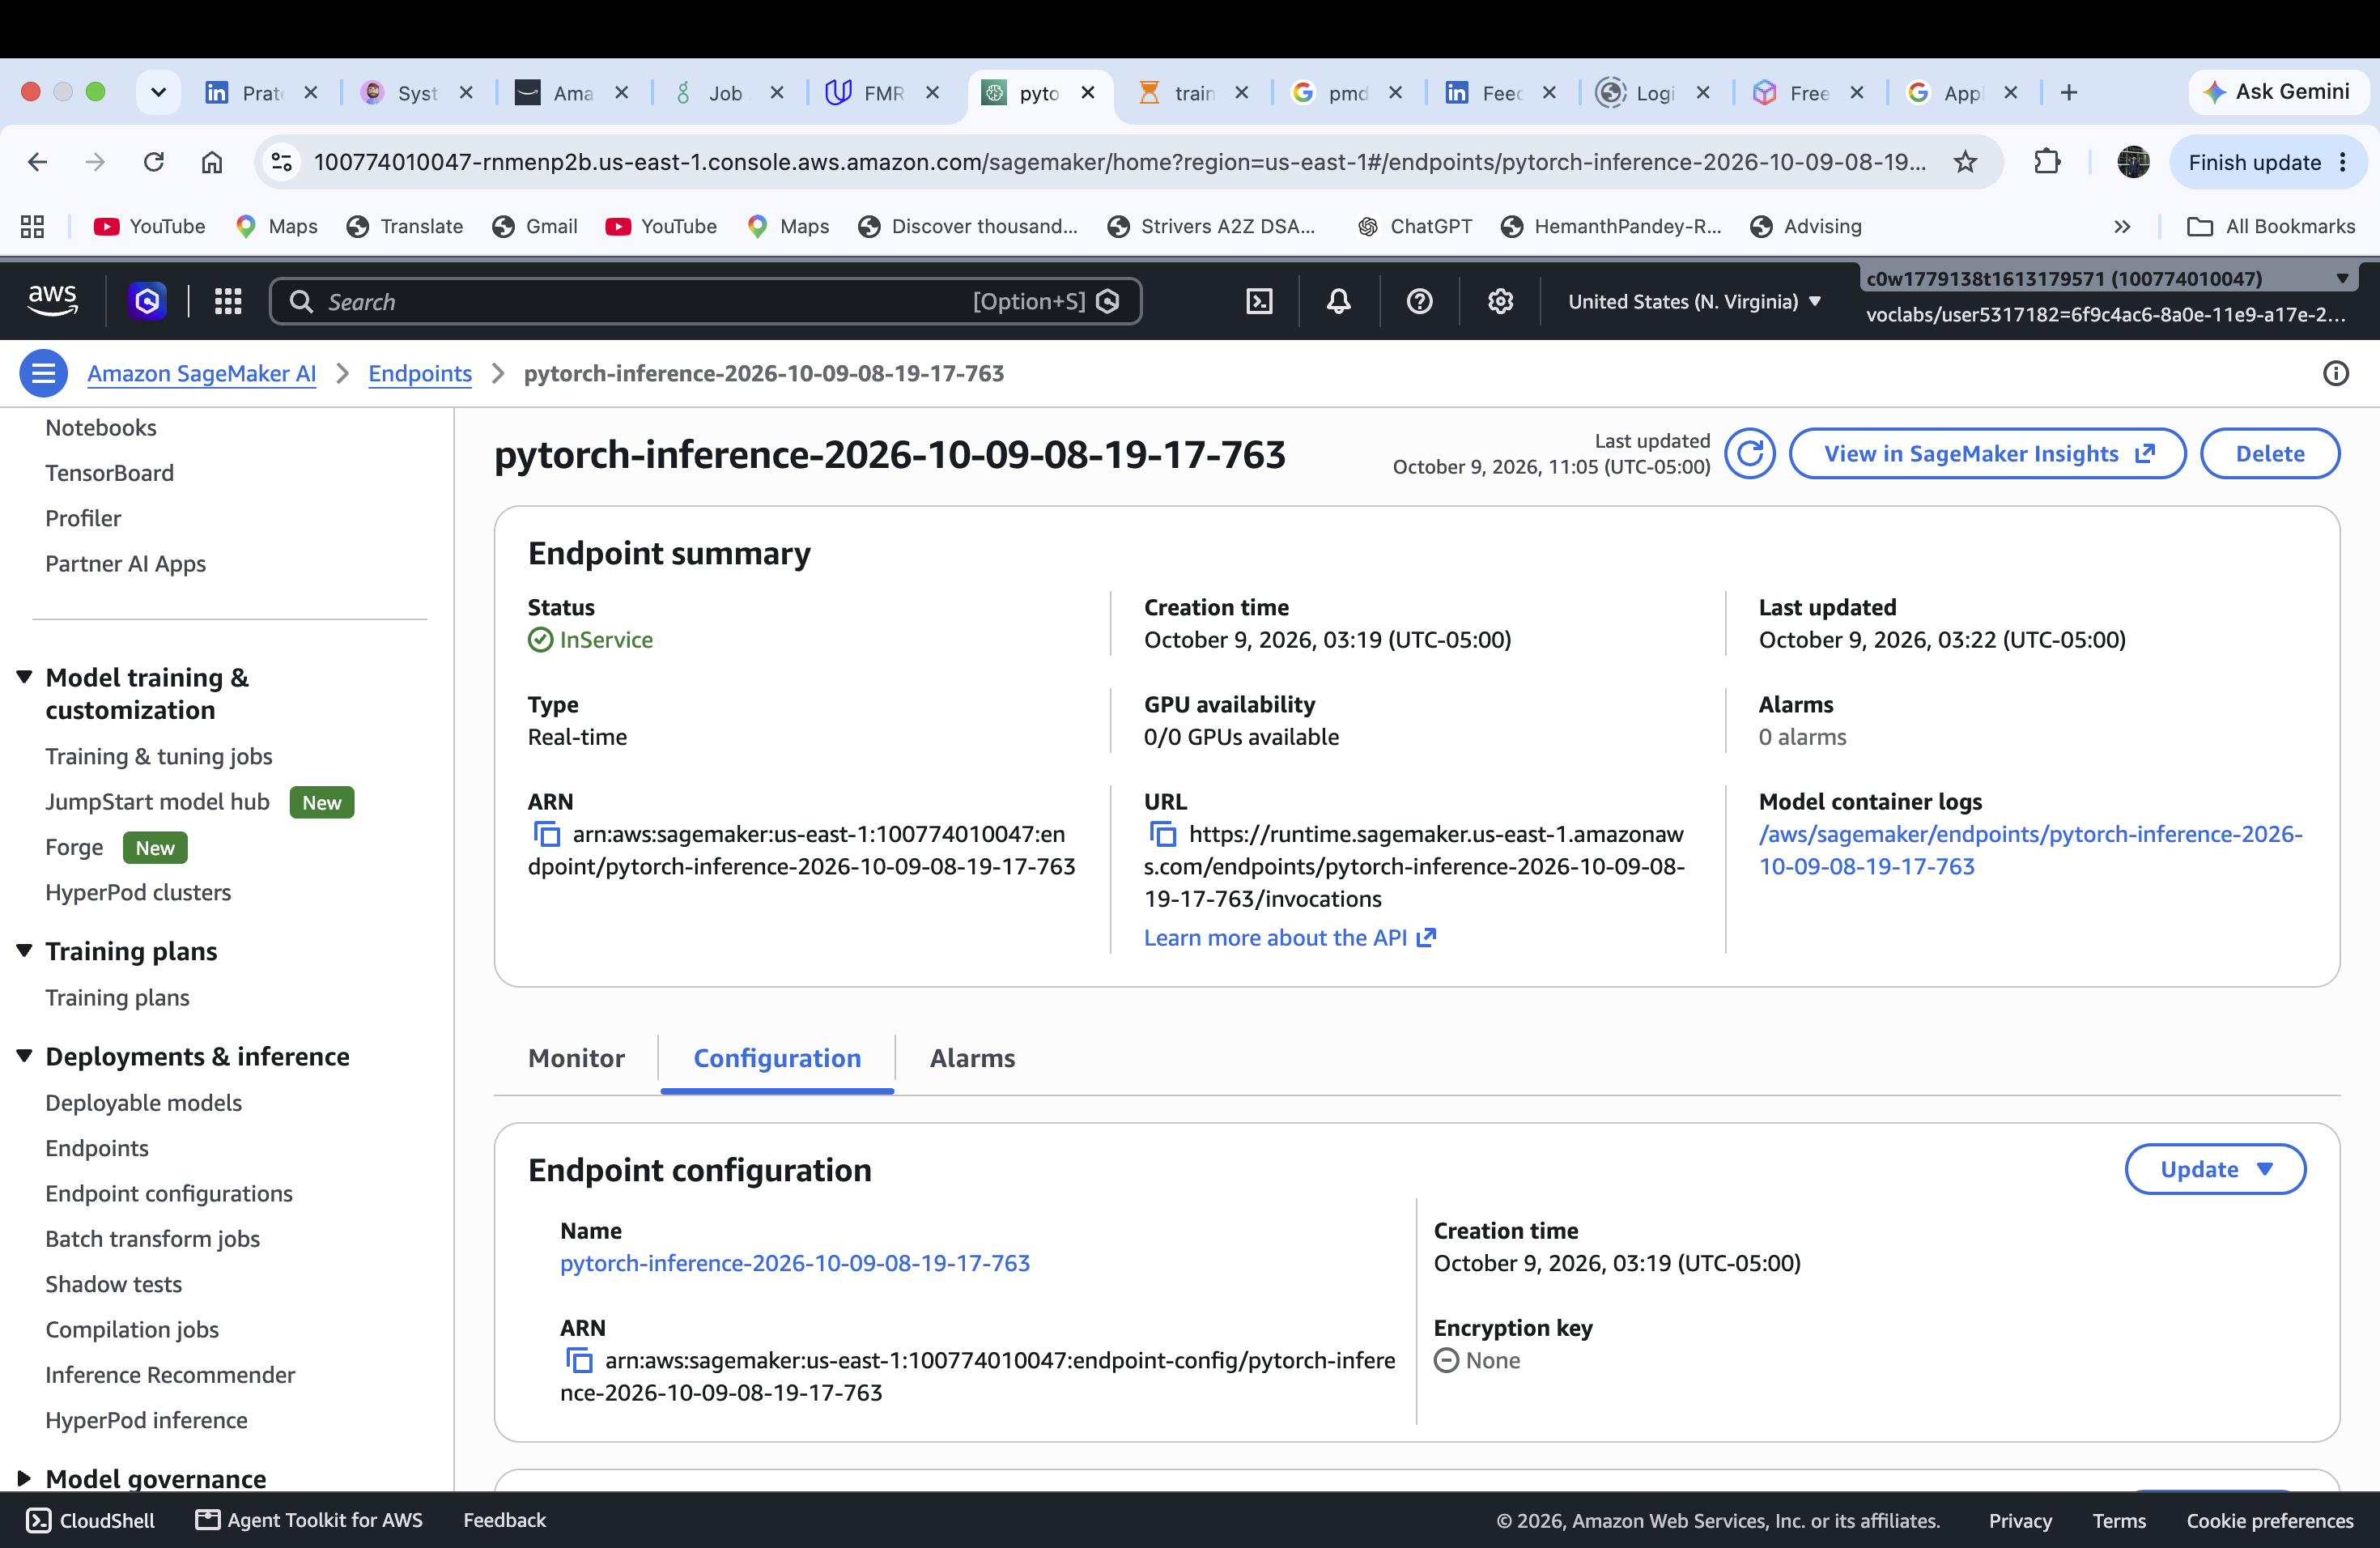 Prat
Syst
Ama
Job
FMR
pyto
train
pmd
Feed
Logi
Free
Appl
Ask Gemini
100774010047-rnmenp2b.us-east-1.console.aws.amazon.com/sagemaker/home?region=us-east-1#/endpoints/pytorch-inference-2026-10-09-08-19...
Finish update
YouTube
Maps
Translate
Gmail
YouTube
Maps
Discover thousand...
Strivers A2Z DSA...
ChatGPT
HemanthPandey-R...
Advising
All Bookmarks
aws
Search
[Option+S]
United States (N. Virginia)
c0w1779138t1613179571 (100774010047)
voclabs/user5317182=6f9c4ac6-8a0e-11e9-a17e-2...
Amazon SageMaker AI
Endpoints
pytorch-inference-2026-10-09-08-19-17-763
Notebooks
TensorBoard
Profiler
Partner AI Apps
Model training &
customization
Training & tuning jobs
JumpStart model hub New
Forge New
HyperPod clusters
Training plans
Training plans
Deployments & inference
Deployable models
Endpoints
Endpoint configurations
Batch transform jobs
Shadow tests
Compilation jobs
Inference Recommender
HyperPod inference
Model governance
pytorch-inference-2026-10-09-08-19-17-763
Last updated
October 9, 2026, 11:05 (UTC-05:00)
View in SageMaker Insights
Delete
Endpoint summary
Status
InService
Creation time
October 9, 2026, 03:19 (UTC-05:00)
Last updated
October 9, 2026, 03:22 (UTC-05:00)
Type
Real-time
GPU availability
0/0 GPUs available
Alarms
0 alarms
ARN
arn:aws:sagemaker:us-east-1:100774010047:en
dpoint/pytorch-inference-2026-10-09-08-19-17-763
URL
https://runtime.sagemaker.us-east-1.amazonaw
s.com/endpoints/pytorch-inference-2026-10-09-08-
19-17-763/invocations
Learn more about the API
Model container logs
/aws/sagemaker/endpoints/pytorch-inference-2026-
10-09-08-19-17-763
Monitor
Configuration
Alarms
Endpoint configuration
Update
Name
pytorch-inference-2026-10-09-08-19-17-763
Creation time
October 9, 2026, 03:19 (UTC-05:00)
ARN
arn:aws:sagemaker:us-east-1:100774010047:endpoint-config/pytorch-infere
nce-2026-10-09-08-19-17-763
Encryption key
None
CloudShell
Agent Toolkit for AWS
Feedback
© 2026, Amazon Web Services, Inc. or its affiliates.
Privacy
Terms
Cookie preferences